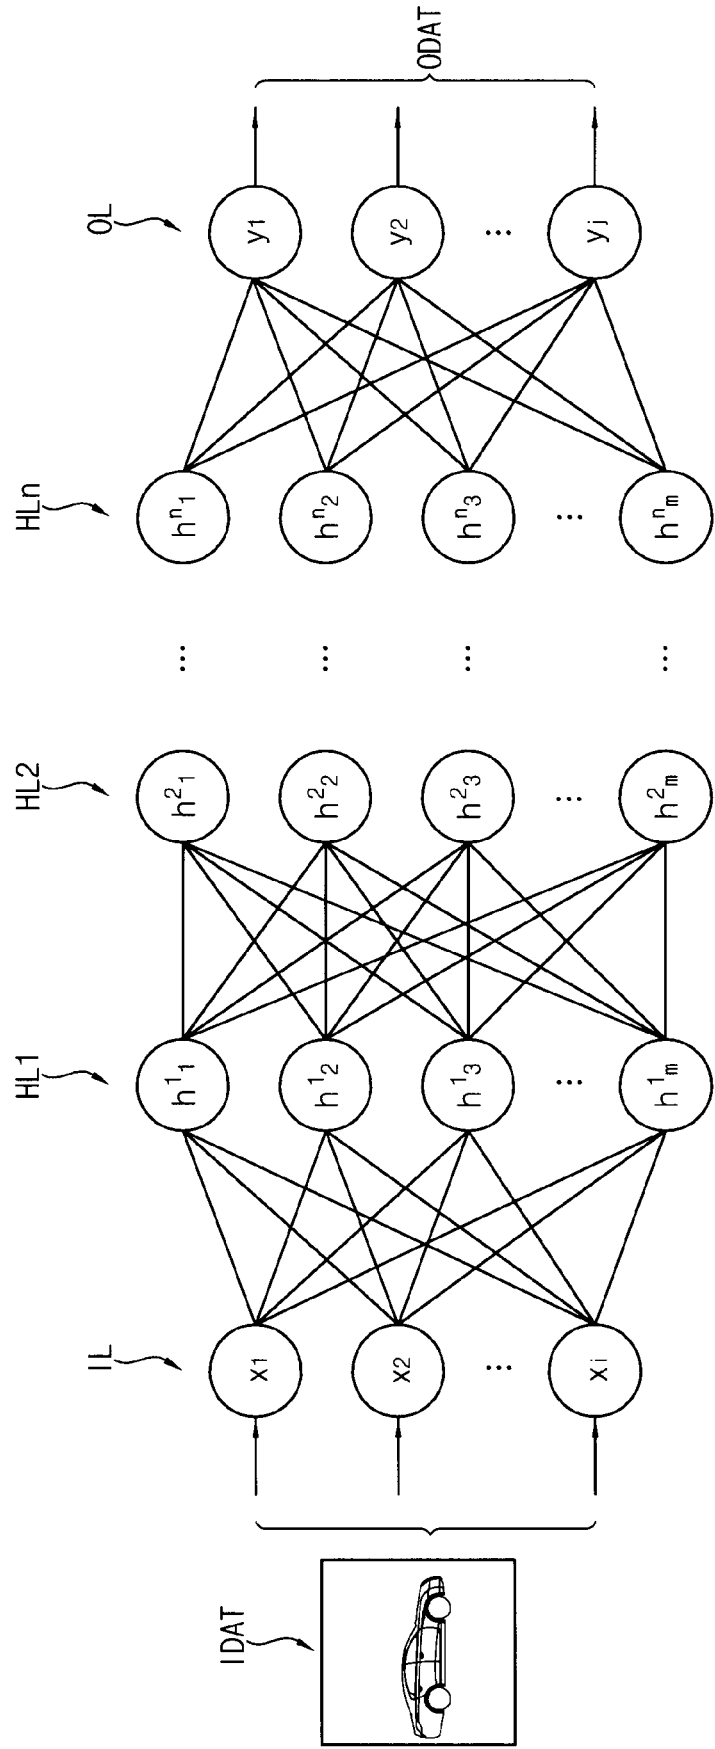 IDAT
IL
HL1
HL2
HLn
OL
x1
x2
...
xi
h¹1
h¹2
h¹3
...
h¹m
h²1
h²2
h²3
...
h²m
...
...
...
...
hⁿ1
hⁿ2
hⁿ3
...
hⁿm
y1
y2
...
yj
ODAT